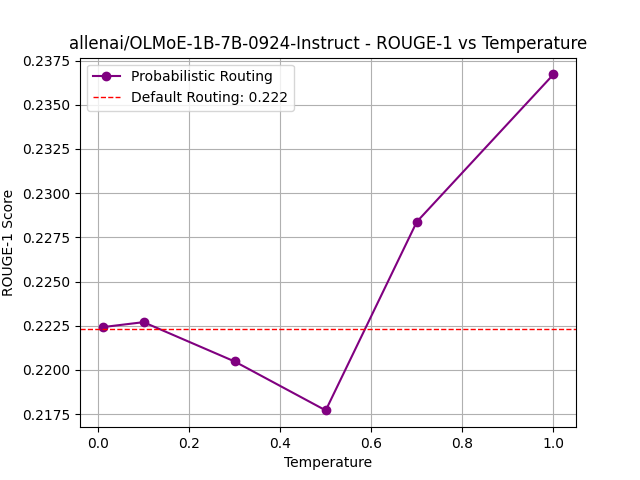 allenai/OLMoE-1B-7B-0924-Instruct - ROUGE-1 vs Temperature
Probabilistic Routing
Default Routing: 0.222
ROUGE-1 Score
0.2375
0.2350
0.2325
0.2300
0.2275
0.2250
0.2225
0.2200
0.2175
0.0 0.2 0.4 0.6 0.8 1.0
Temperature